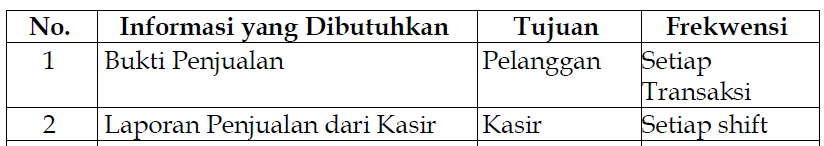 No. Informasi yang Dibutuhkan Tujuan Frekwensi
1 Bukti Penjualan Pelanggan Setiap
Transaksi
2 Laporan Penjualan dari Kasir Kasir Setiap shift